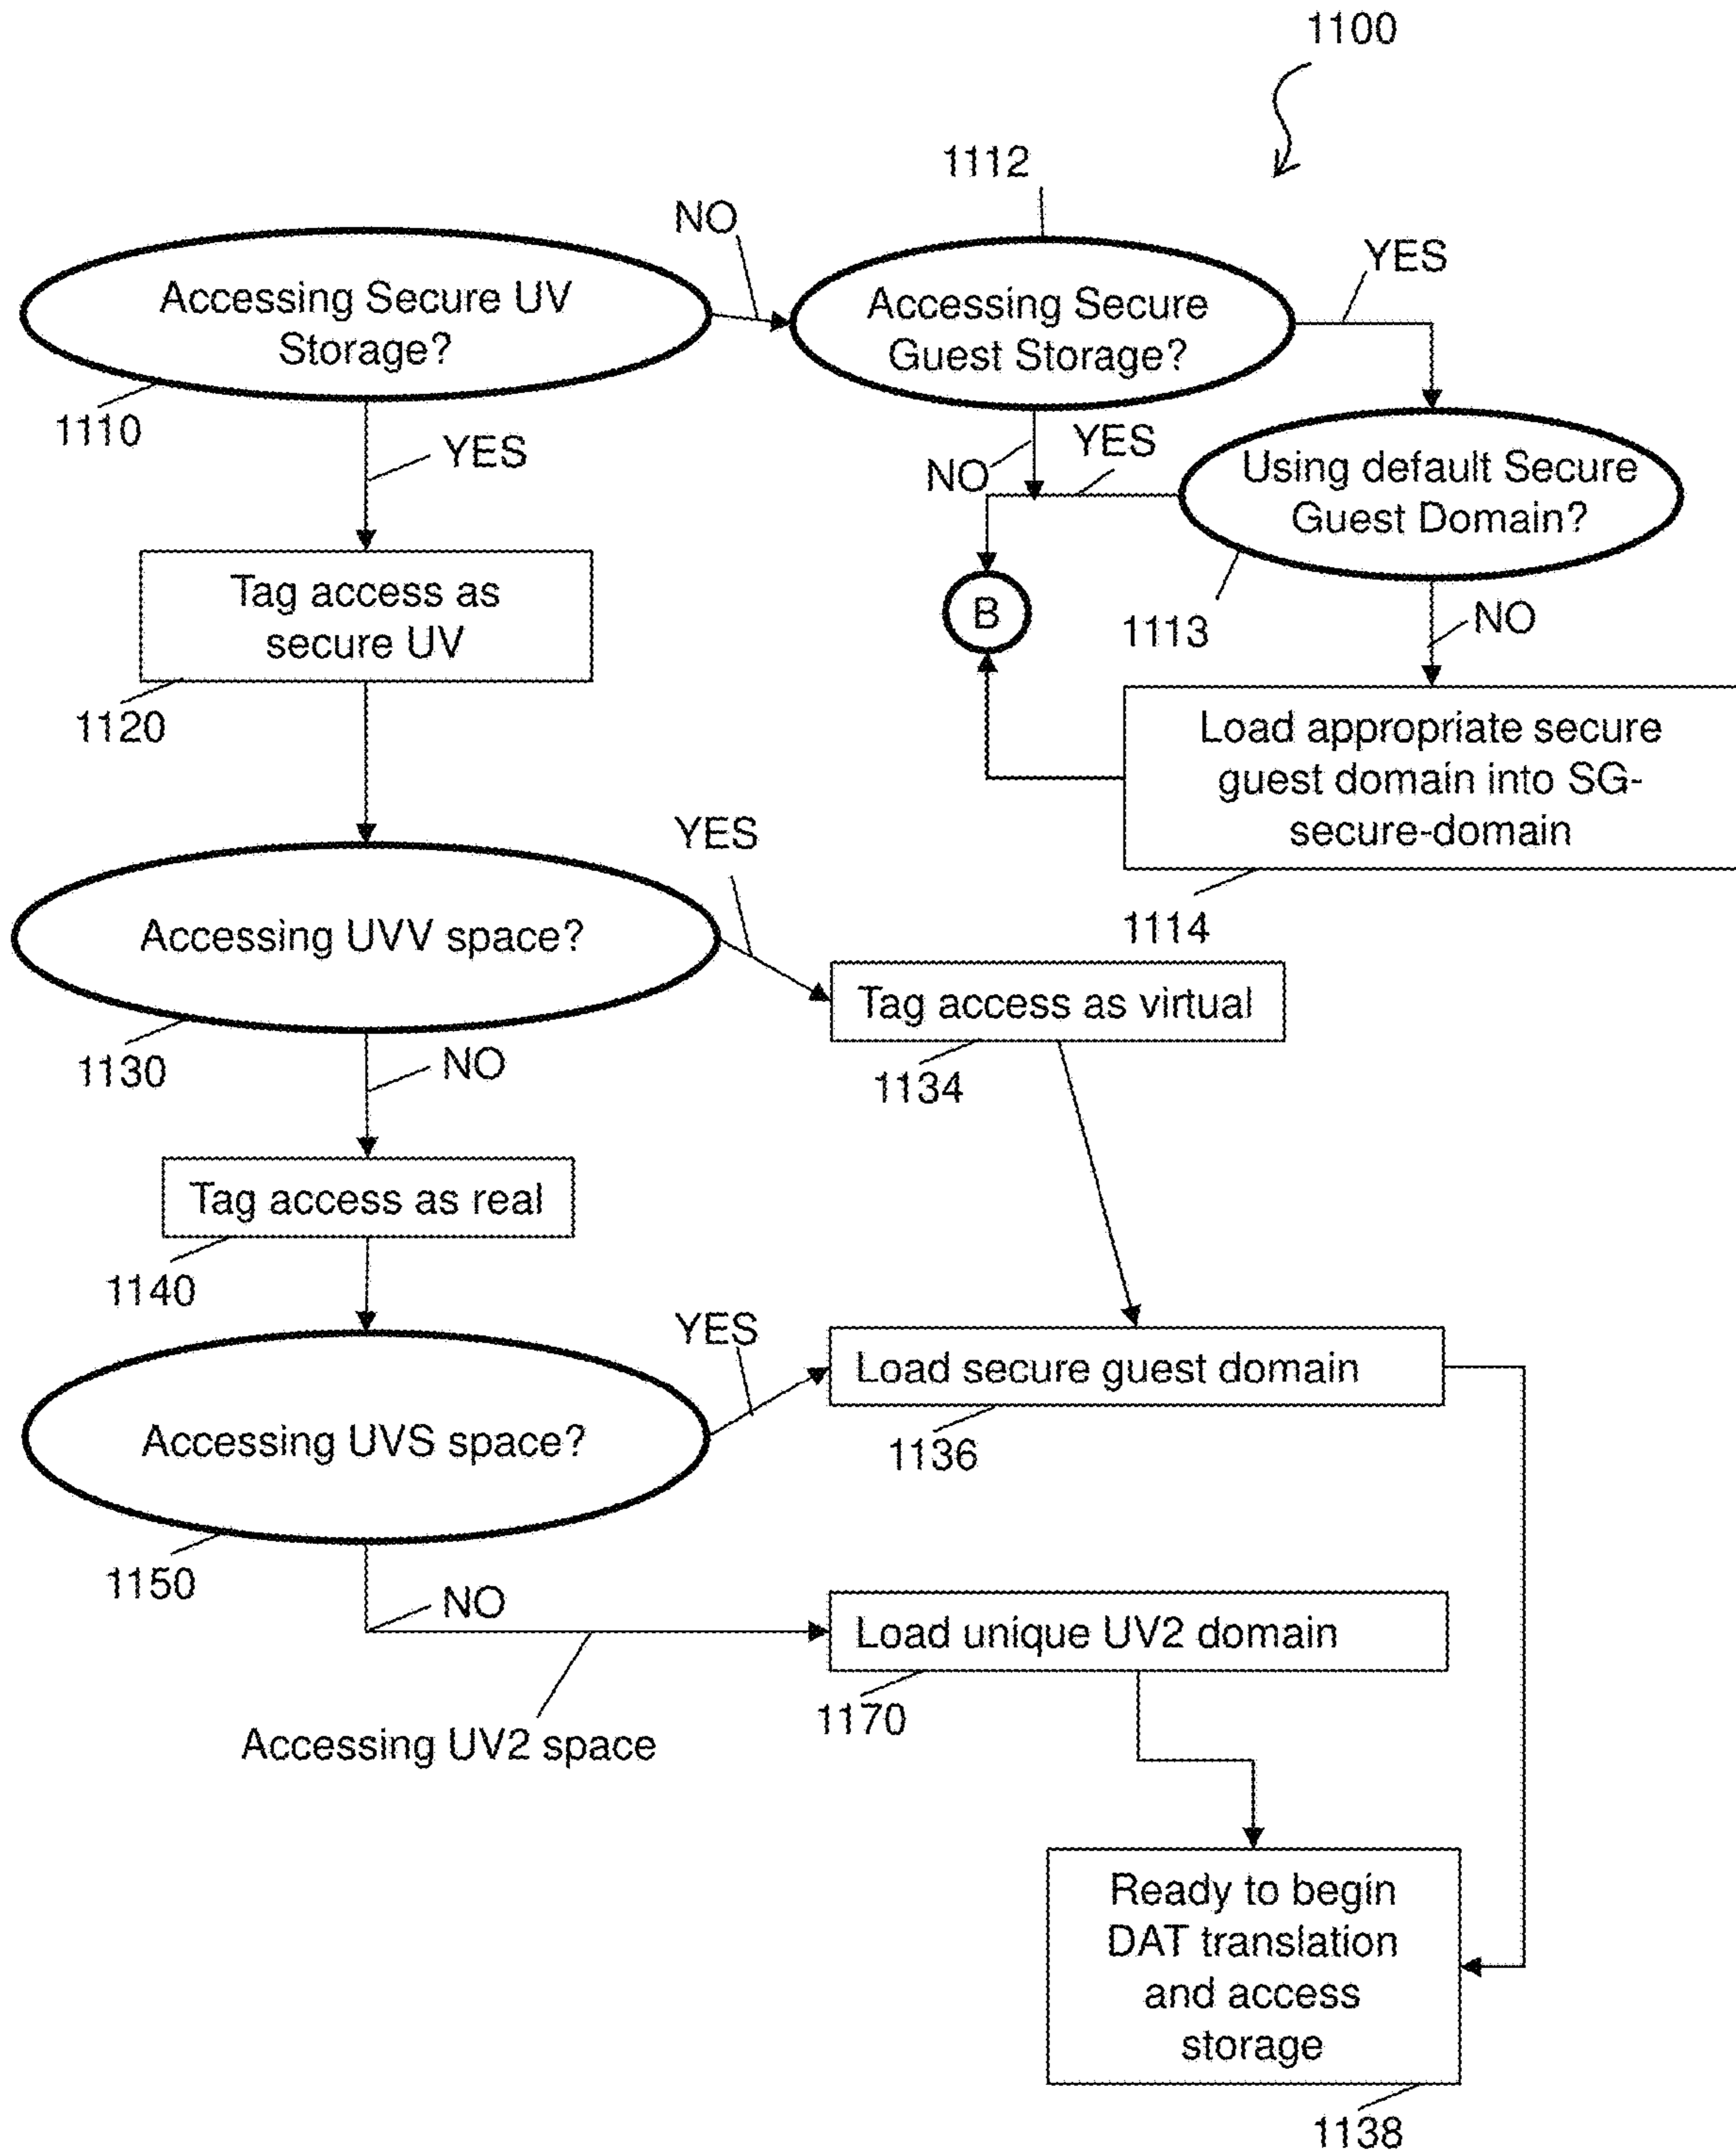 1100
1112
NO
YES
Accessing Secure UV
Storage?
Accessing Secure
Guest Storage?
1110
YES
NO
YES
Using default Secure
Guest Domain?
Tag access as
secure UV
B
1113
NO
1120
Load appropriate secure
guest domain into SG-
secure-domain
YES
1114
Accessing UVV space?
Tag access as virtual
1130
NO
1134
Tag access as real
1140
YES
Load secure guest domain
Accessing UVS space?
1136
1150
NO
Load unique UV2 domain
1170
Accessing UV2 space
Ready to begin
DAT translation
and access
storage
1138